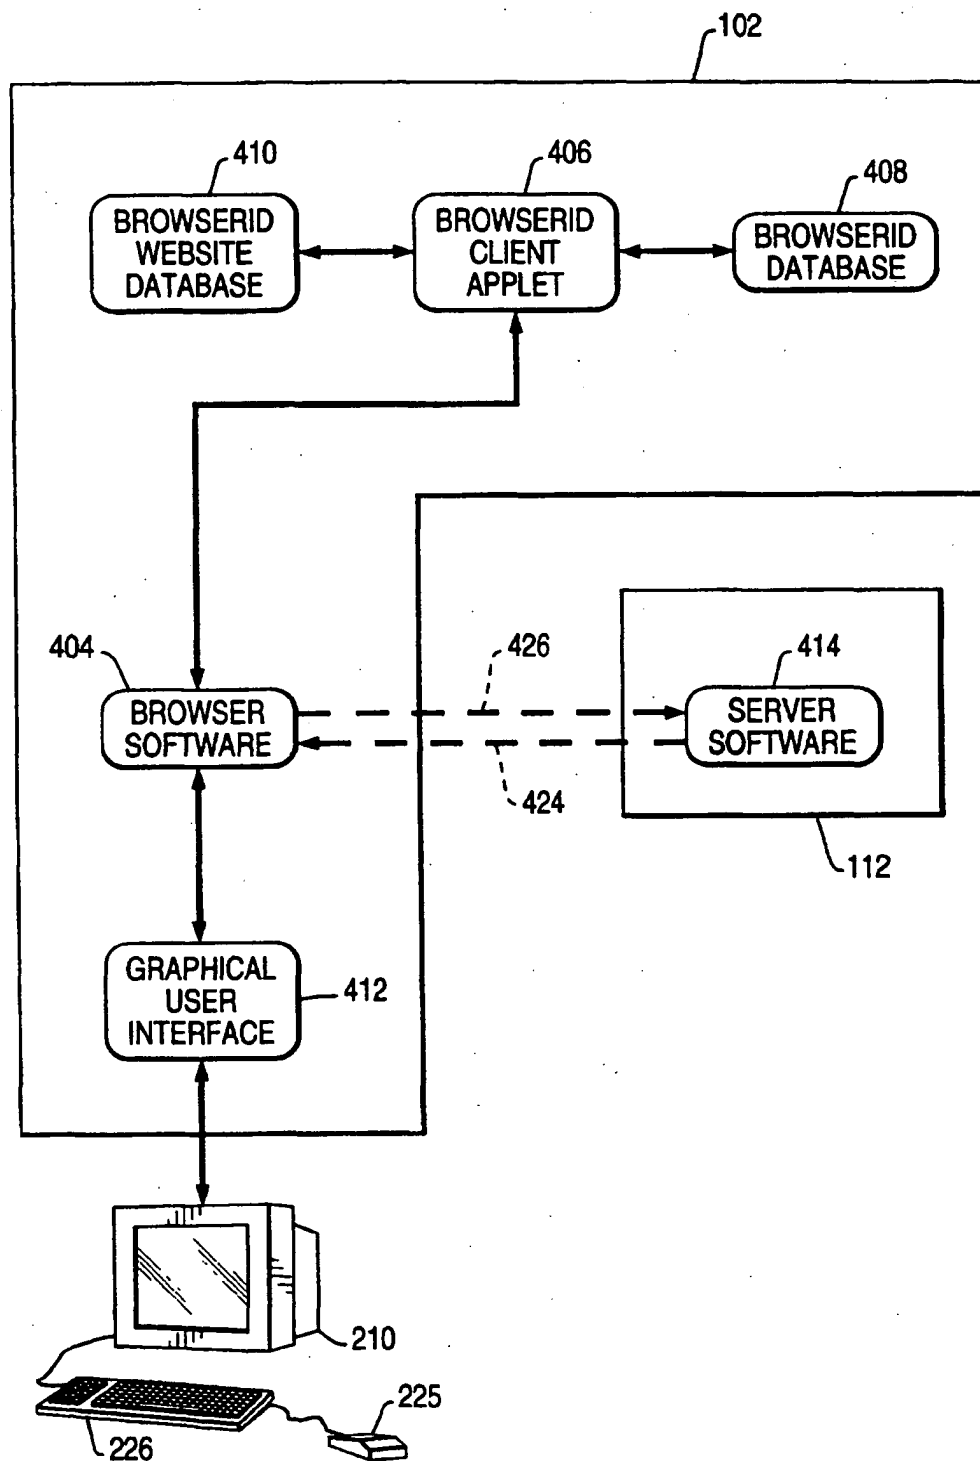 102
410
406
408
BROWSERID
WEBSITE
DATABASE
BROWSERID
CLIENT
APPLET
BROWSERID
DATABASE
404
426
414
BROWSER
SOFTWARE
SERVER
SOFTWARE
424
112
GRAPHICAL
USER
INTERFACE
412
210
225
226